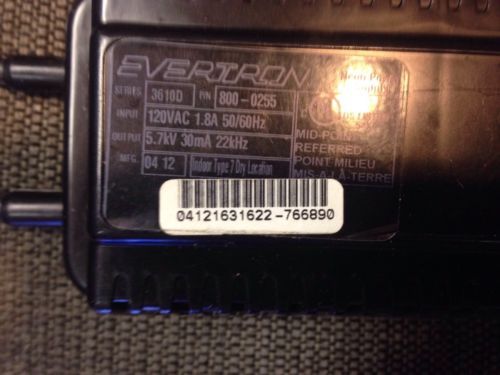 EVERTRON
SERIES 3610D P/N 800-0255
INPUT 120VAC 1.8A 50/60Hz
OUTPUT 5.7kV 30mA 22kHz
MFG. 04 12 Indoor Type 7 Dry Location
MID-POINT
REFERRED
POINT MILIEU
MIS-A-LA-TERRE
04121631622-766890